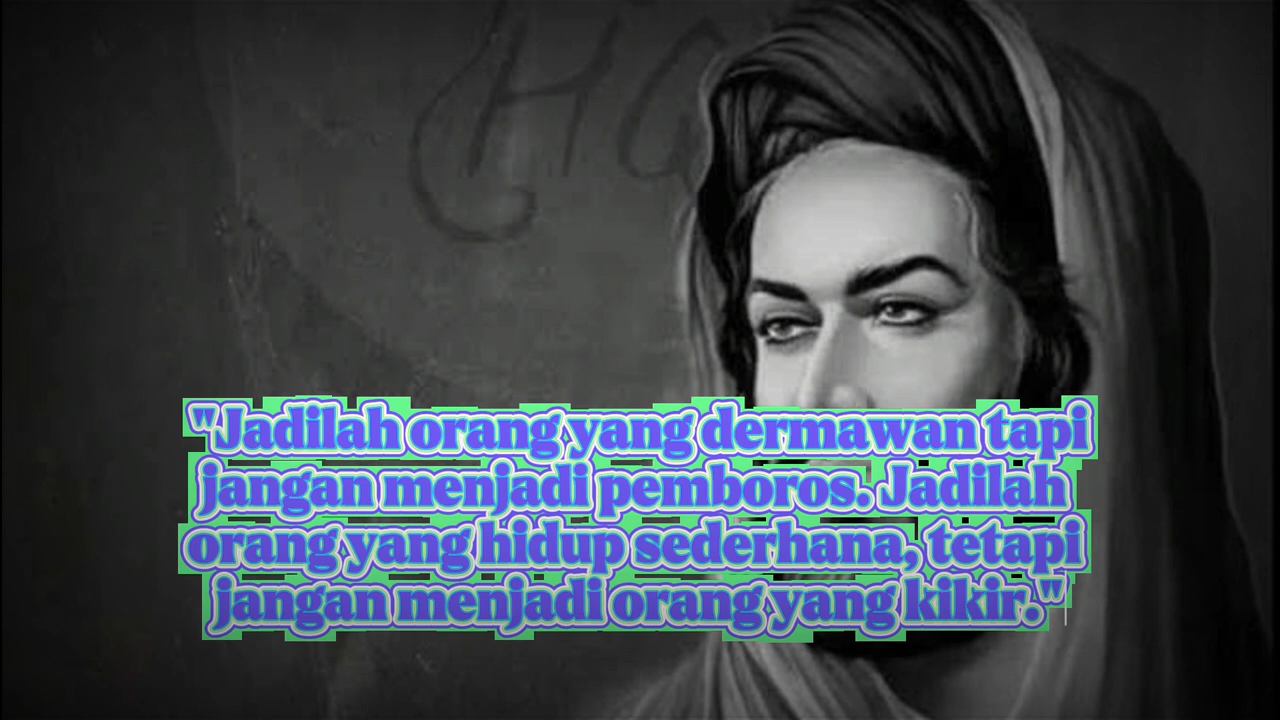 "Jadilah orang yang dermawan tapi
jangan menjadi pemboros. Jadilah
orang yang hidup sederhana, tetapi
jangan menjadi orang yang kikir."